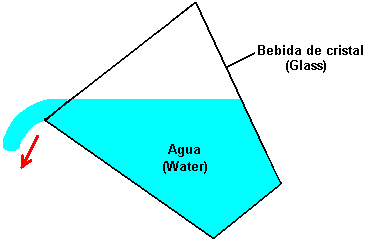 Bebida de cristal
(Glass)
Agua
(Water)